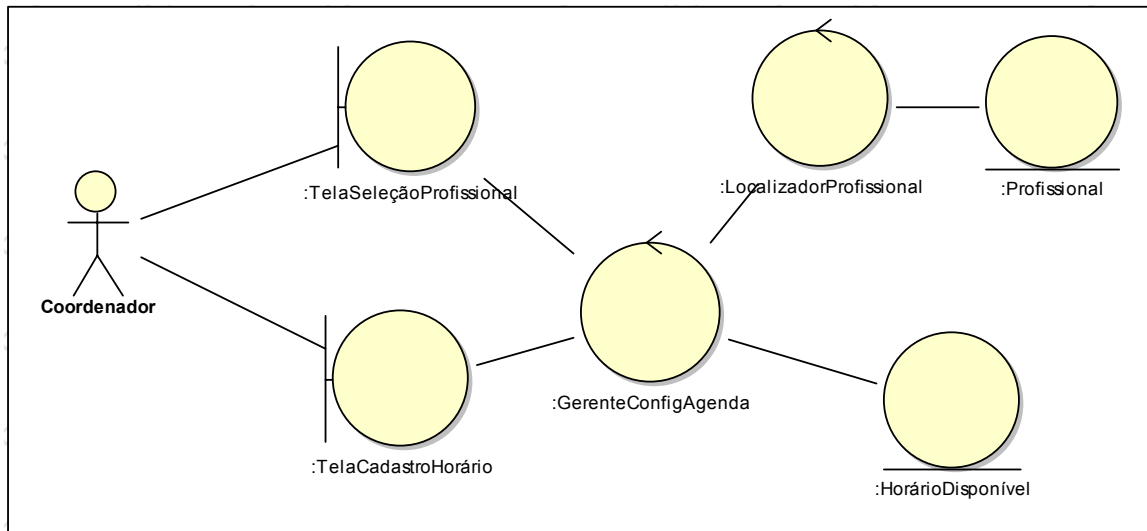 :TelaSeleçãoProfissional
:LocalizadorProfissional
:Profissional
Coordenador
:GerenteConfigAgenda
:TelaCadastroHorário
:HorárioDisponível